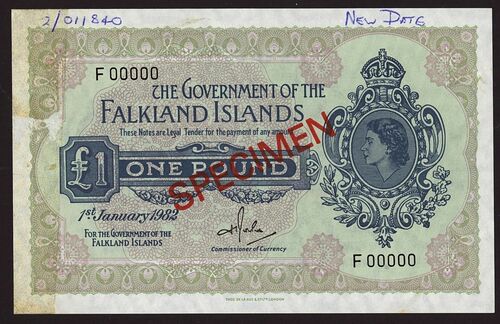 2/011840 NEW DATE
F 00000
THE GOVERNMENT OF THE
FALKLAND ISLANDS
These Notes are Legal Tender for the payment of any amount
SPECIMEN
£1 ONE POUND
1st January 1982
FOR THE GOVERNMENT OF THE
FALKLAND ISLANDS
Commissioner of Currency
F 00000